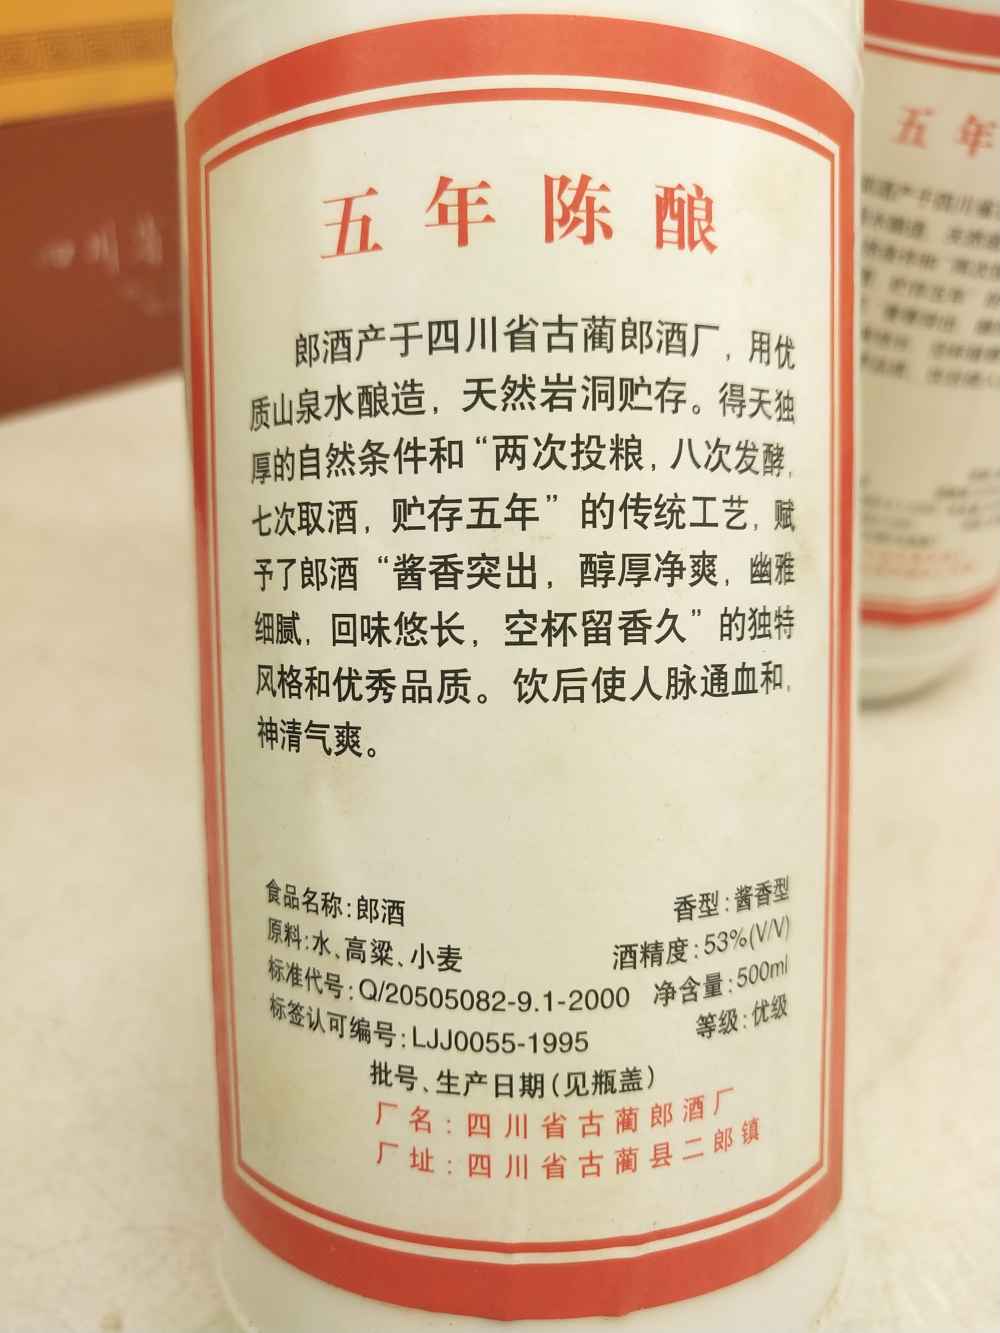 五年陈酿
郎酒产于四川省古蔺郎酒厂，用优
质山泉水酿造，天然岩洞贮存。得天独
厚的自然条件和“两次投粮，八次发酵，
七次取酒，贮存五年”的传统工艺，赋
予了郎酒“酱香突出，醇厚净爽，幽雅
细腻，回味悠长，空杯留香久”的独特
风格和优秀品质。饮后使人脉通血和，
神清气爽。
食品名称：郎酒 香型：酱香型
原料：水、高粱、小麦 酒精度：53%(V/V)
标准代号：Q/20505082-9.1-2000 净含量：500ml
标签认可编号：LJJ0055-1995 等级：优级
批号、生产日期（见瓶盖）
厂名：四川省古蔺郎酒厂
厂址：四川省古蔺县二郎镇
五年
四川省